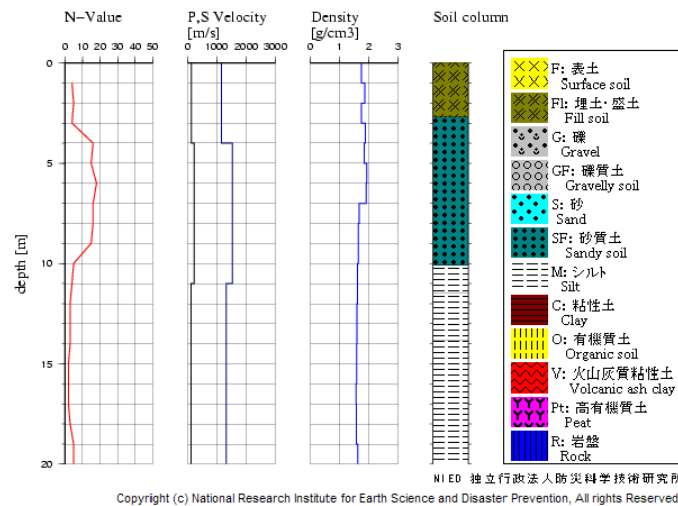 N-Value
P,S Velocity
[m/s]
Density
[g/cm3]
Soil column
0 10 20 30 40 50
0 1000 2000 3000
0 1 2 3
0
5
10
15
20
depth [m]
F: 表土
Surface soil
Fl: 埋土・盛土
Fill soil
G: 礫
Gravel
GF: 礫質土
Gravelly soil
S: 砂
Sand
SF: 砂質土
Sandy soil
M: シルト
Silt
C: 粘性土
Clay
O: 有機質土
Organic soil
V: 火山灰質粘性土
Volcanic ash clay
Pt: 高有機質土
Peat
R: 岩盤
Rock
NIED 独立行政法人防災科学技術研究所
Copyright (c) National Research Institute for Earth Science and Disaster Prevention, All rights Reserved